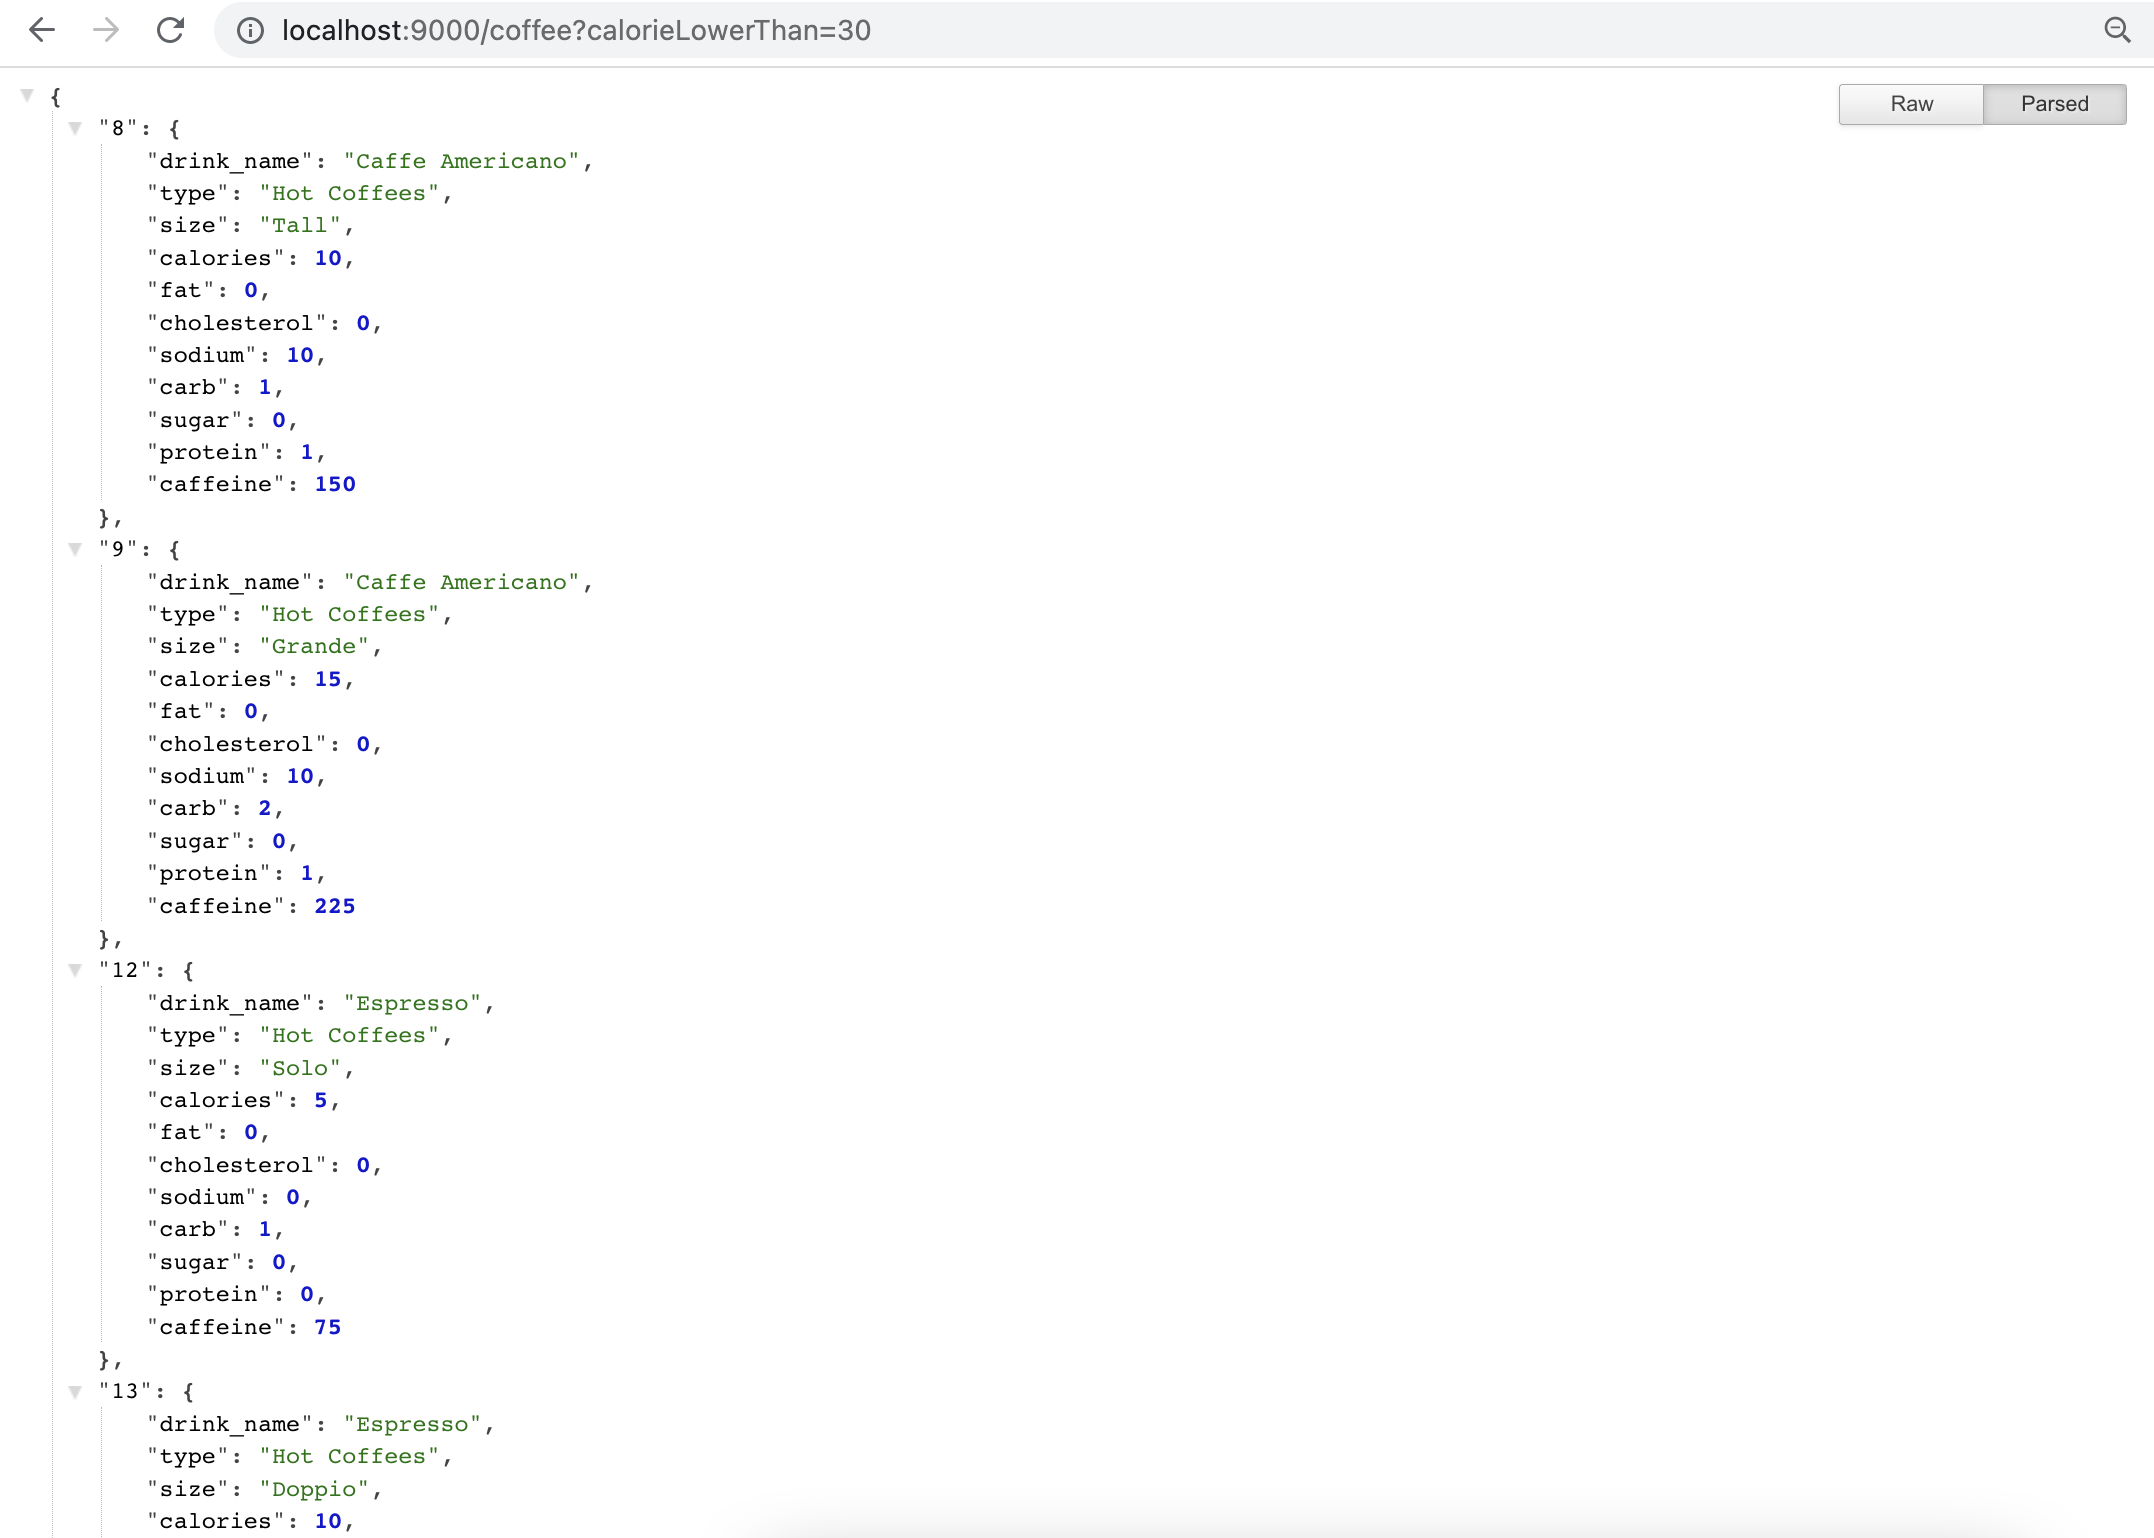 localhost:9000/coffee?calorieLowerThan=30
Raw Parsed
{
"8": {
"drink_name": "Caffe Americano",
"type": "Hot Coffees",
"size": "Tall",
"calories": 10,
"fat": 0,
"cholesterol": 0,
"sodium": 10,
"carb": 1,
"sugar": 0,
"protein": 1,
"caffeine": 150
},
"9": {
"drink_name": "Caffe Americano",
"type": "Hot Coffees",
"size": "Grande",
"calories": 15,
"fat": 0,
"cholesterol": 0,
"sodium": 10,
"carb": 2,
"sugar": 0,
"protein": 1,
"caffeine": 225
},
"12": {
"drink_name": "Espresso",
"type": "Hot Coffees",
"size": "Solo",
"calories": 5,
"fat": 0,
"cholesterol": 0,
"sodium": 0,
"carb": 1,
"sugar": 0,
"protein": 0,
"caffeine": 75
},
"13": {
"drink_name": "Espresso",
"type": "Hot Coffees",
"size": "Doppio",
"calories": 10,